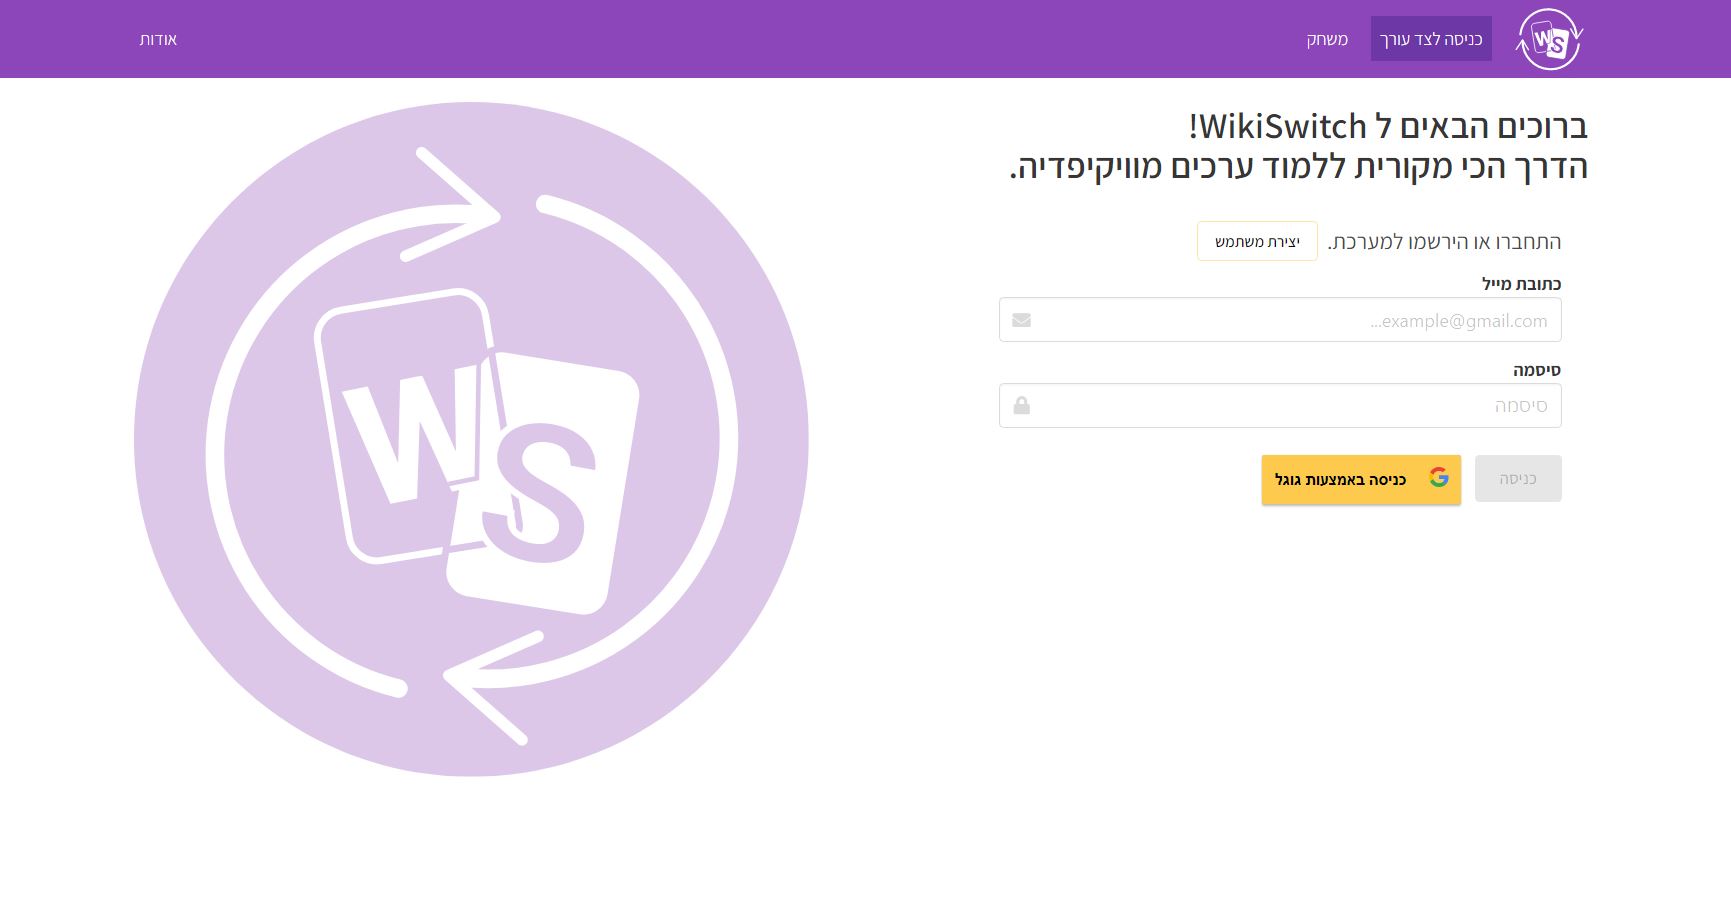 WS
כניסה לצד עורך
משחק
אודות
ברוכים הבאים ל WikiSwitch!
הדרך הכי מקורית ללמוד ערכים מוויקיפדיה.
התחברו או הירשמו למערכת.
יצירת משתמש
כתובת מייל
example@gmail.com...
סיסמה
סיסמה
כניסה
כניסה באמצעות גוגל
WS